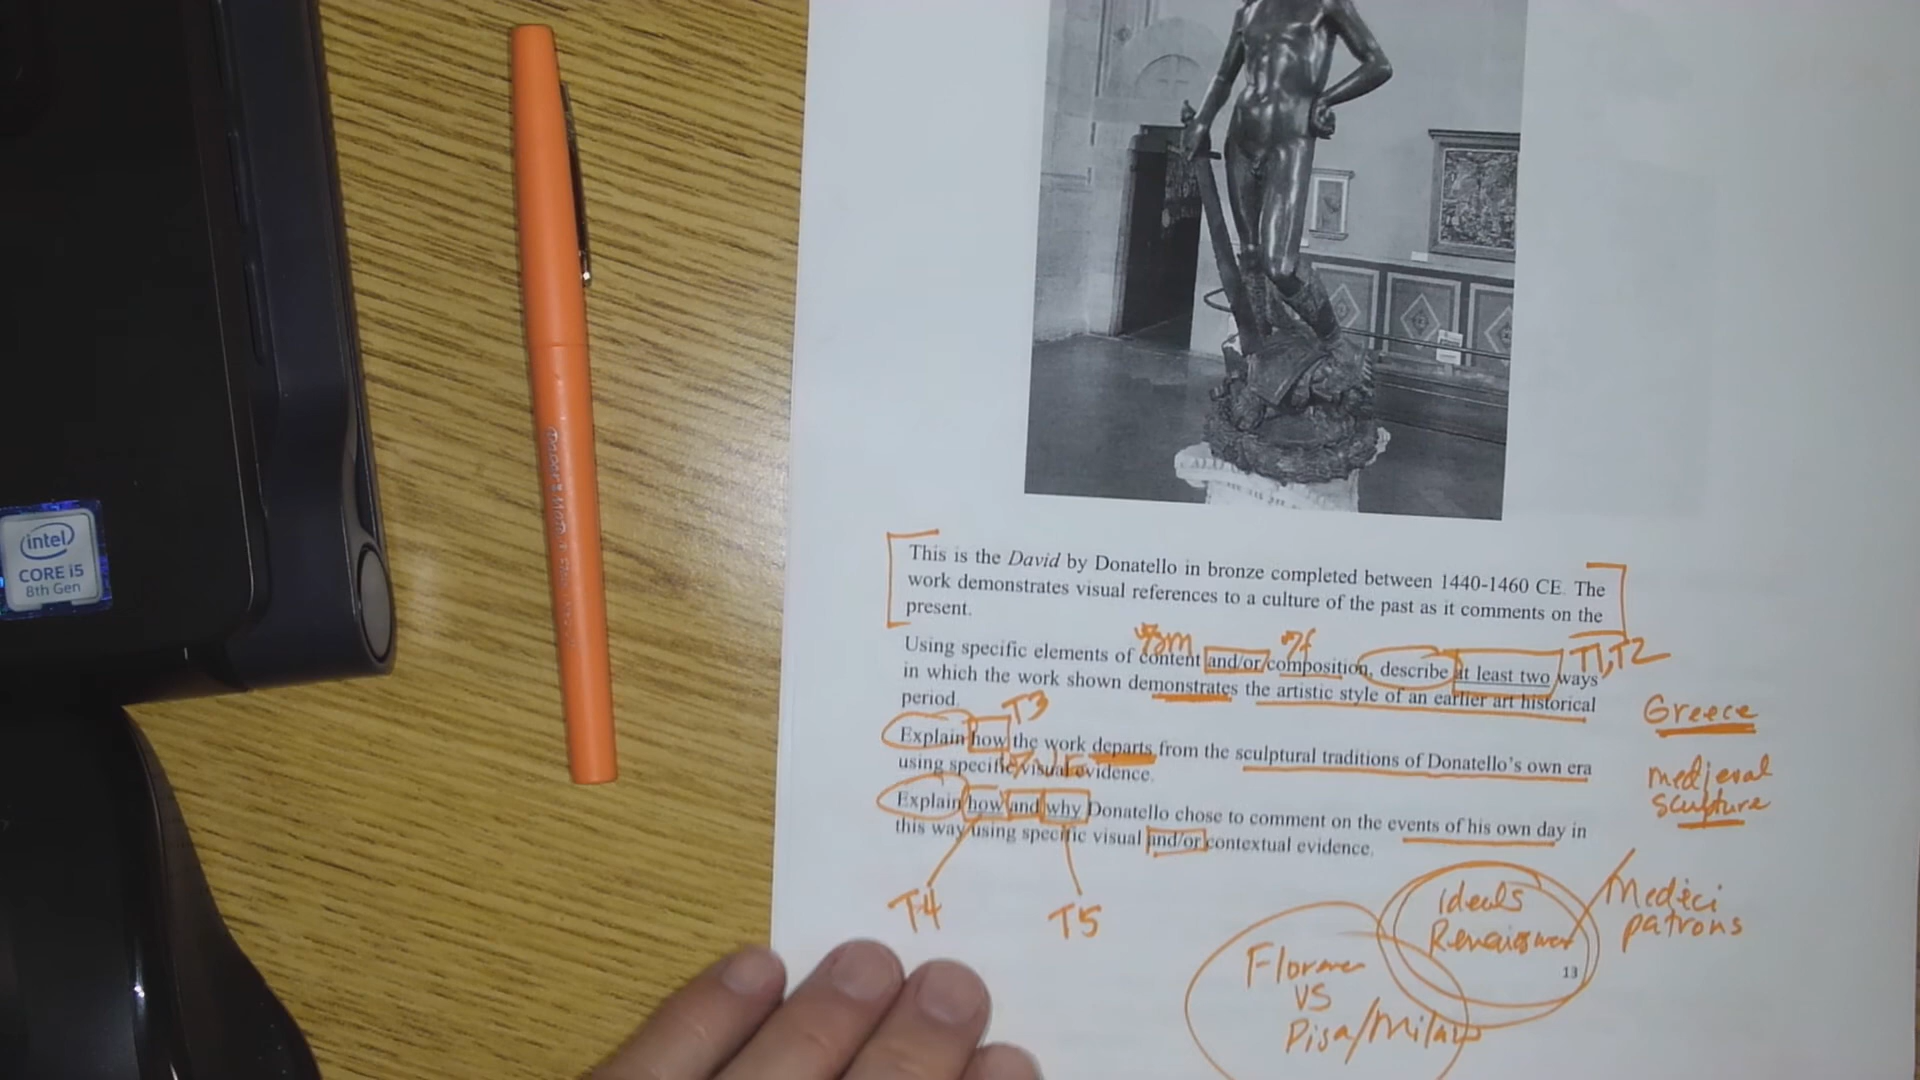 intel
CORE i5
8th Gen
Paper Mate
This is the David by Donatello in bronze completed between 1440-1460 CE. The
work demonstrates visual references to a culture of the past as it comments on the
present.
Using specific elements of content and/or composition, describe at least two ways
T1, T2
in which the work shown demonstrates the artistic style of an earlier art historical
period.
Greece
T3
Explain how the work departs from the sculptural traditions of Donatello's own era
using specific visual evidence.
medieval
sculpture
Explain how and why Donatello chose to comment on the events of his own day in
this way using specific visual and/or contextual evidence.
T4
T5
Ideals
Medici
patrons
13
VS
Pisa/Milan